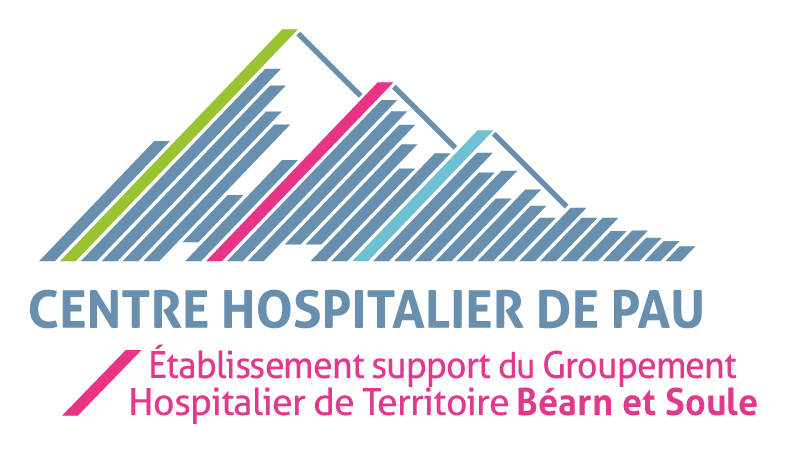 CENTRE HOSPITALIER DE PAU
Établissement support du Groupement
Hospitalier de Territoire Béarn et Soule